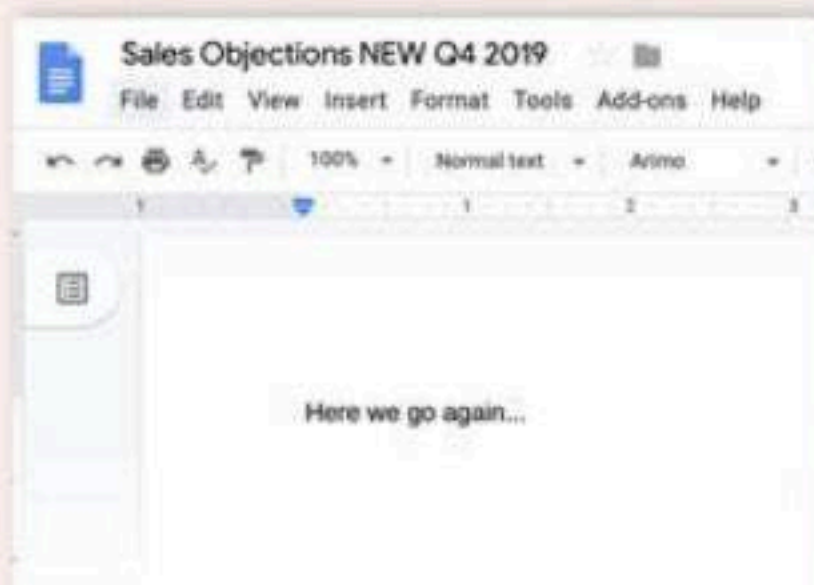 Sales Objections NEW Q4 2019
File Edit View Insert Format Tools Add-ons Help
100% Normal text Arimo
1 1 2 3
Here we go again...